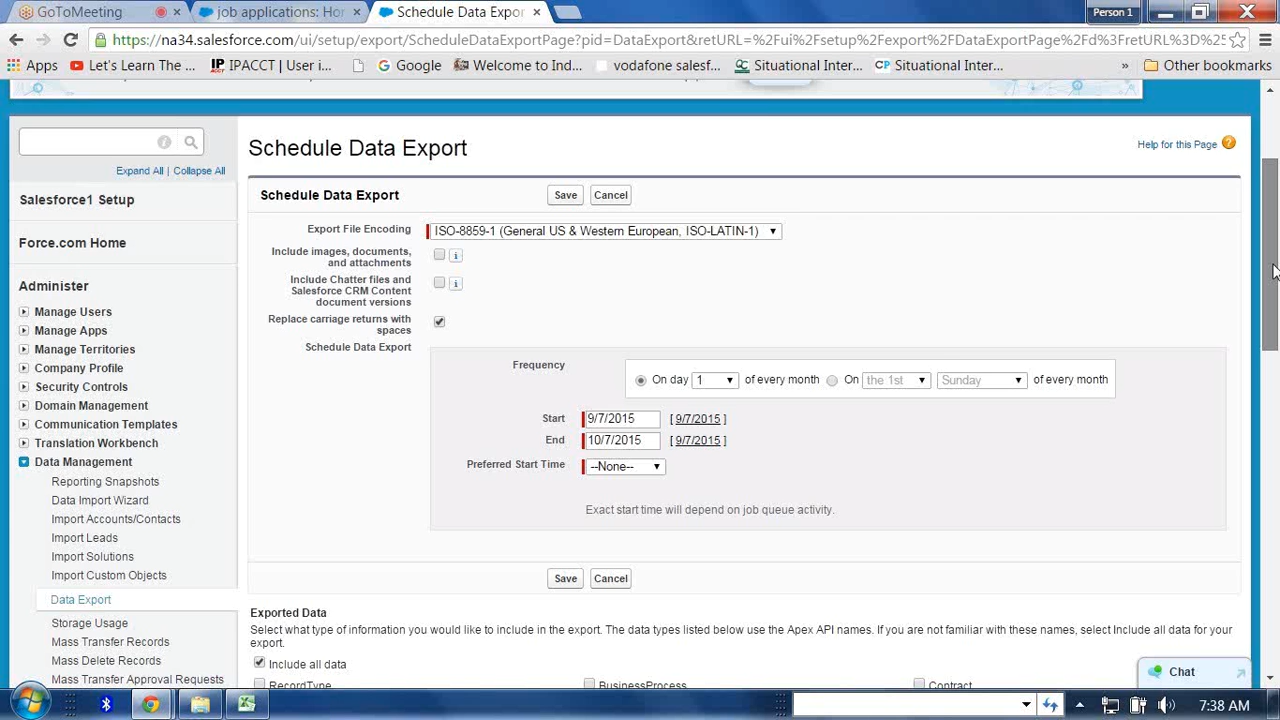 GoToMeeting
job applications: Hor
Schedule Data Expor
Person 1
https://na34.salesforce.com/ui/setup/export/ScheduleDataExportPage?pid=DataExport&retURL=%2Fui%2Fsetup%2Fexport%2FDataExportPage%2Fd%3FretURL%3D%25
Apps
Let's Learn The ...
IPACCT | User i...
Google
Welcome to Ind...
vodafone salesf...
Situational Inter...
Situational Inter...
»
Other bookmarks
Expand All | Collapse All
Salesforce1 Setup
Force.com Home
Administer
Manage Users
Manage Apps
Manage Territories
Company Profile
Security Controls
Domain Management
Communication Templates
Translation Workbench
Data Management
Reporting Snapshots
Data Import Wizard
Import Accounts/Contacts
Import Leads
Import Solutions
Import Custom Objects
Data Export
Storage Usage
Mass Transfer Records
Mass Delete Records
Mass Transfer Approval Requests
Schedule Data Export
Help for this Page
Schedule Data Export
Save
Cancel
Export File Encoding
ISO-8859-1 (General US & Western European, ISO-LATIN-1)
Include images, documents,
and attachments
Include Chatter files and
Salesforce CRM Content
document versions
Replace carriage returns with
spaces
Schedule Data Export
Frequency
On day 1 of every month
On the 1st Sunday of every month
Start 9/7/2015 [ 9/7/2015 ]
End 10/7/2015 [ 9/7/2015 ]
Preferred Start Time --None--
Exact start time will depend on job queue activity.
Save
Cancel
Exported Data
Select what type of information you would like to include in the export. The data types listed below use the Apex API names. If you are not familiar with these names, select Include all data for your
export.
Include all data
RecordType
BusinessProcess
Contract
Chat
7:38 AM